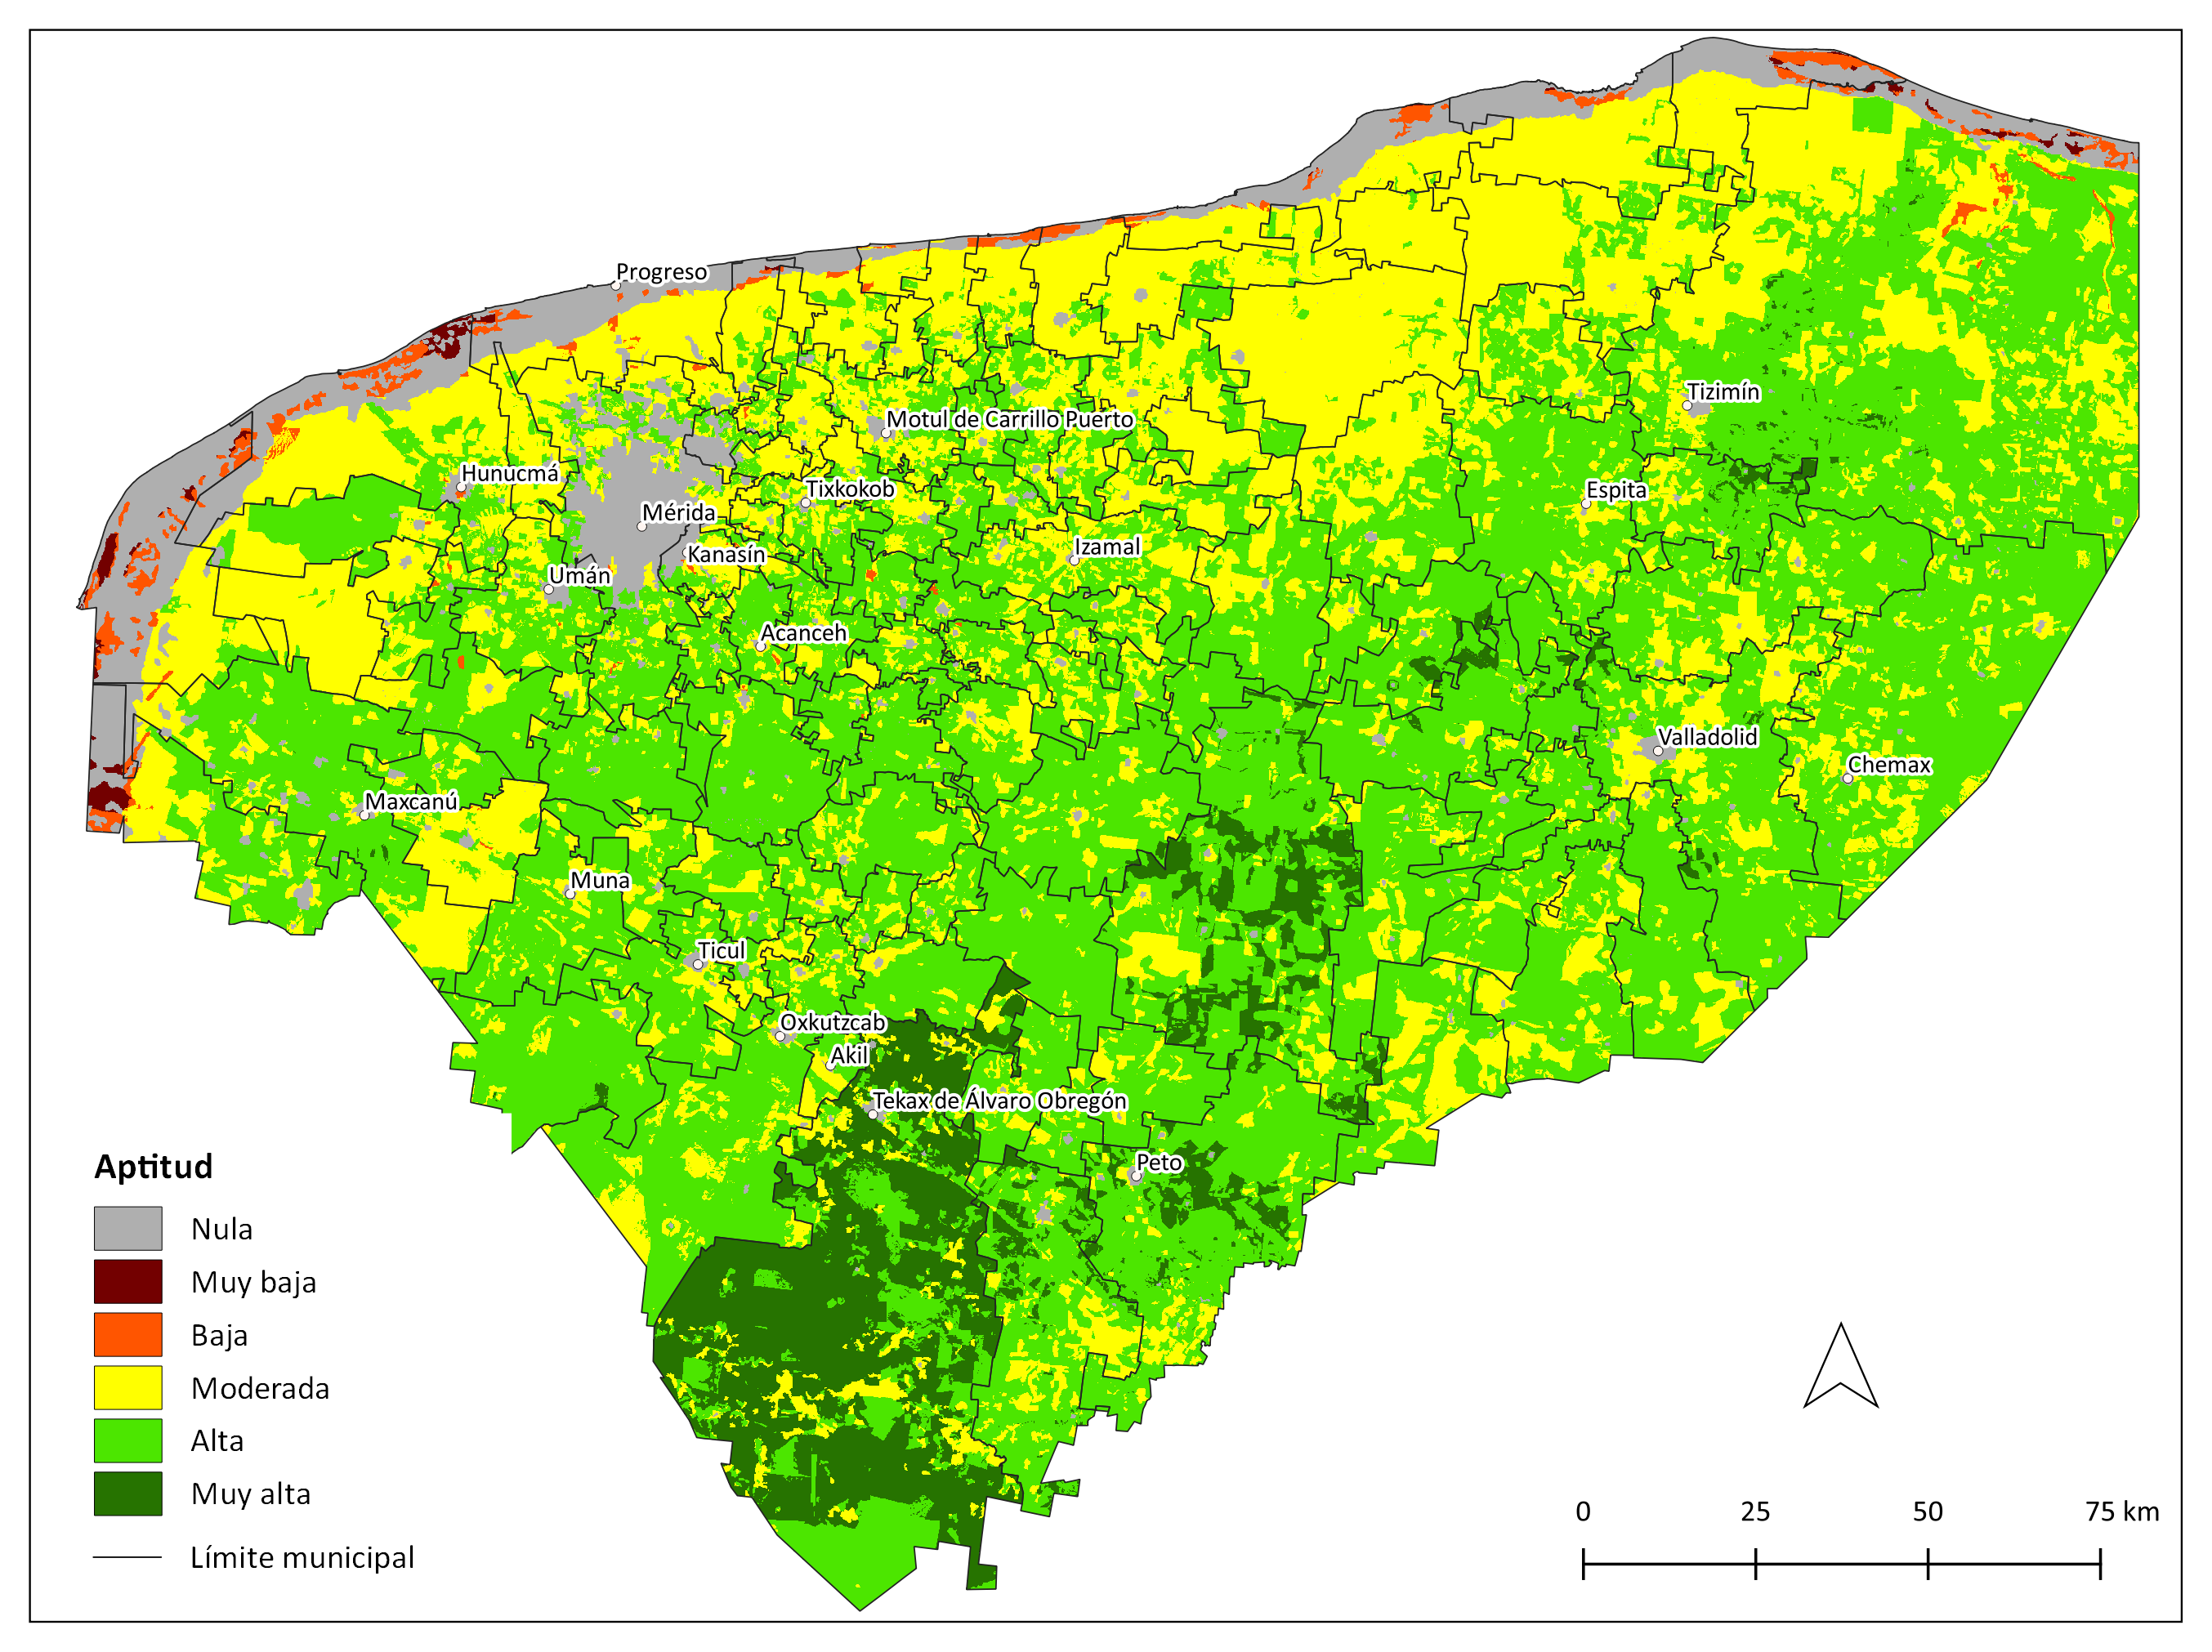 Progreso
Tizimín
Motul de Carrillo Puerto
Hunucmá
Tixkokob
Espita
Mérida
Izamal
Kanasín
Umán
Acanceh
Valladolid
Chemax
Maxcanú
Muna
Ticul
Oxkutzcab
Akil
Tekax de Álvaro Obregón
Peto
Aptitud
Nula
Muy baja
Baja
Moderada
Alta
Muy alta
Límite municipal
0 25 50 75 km